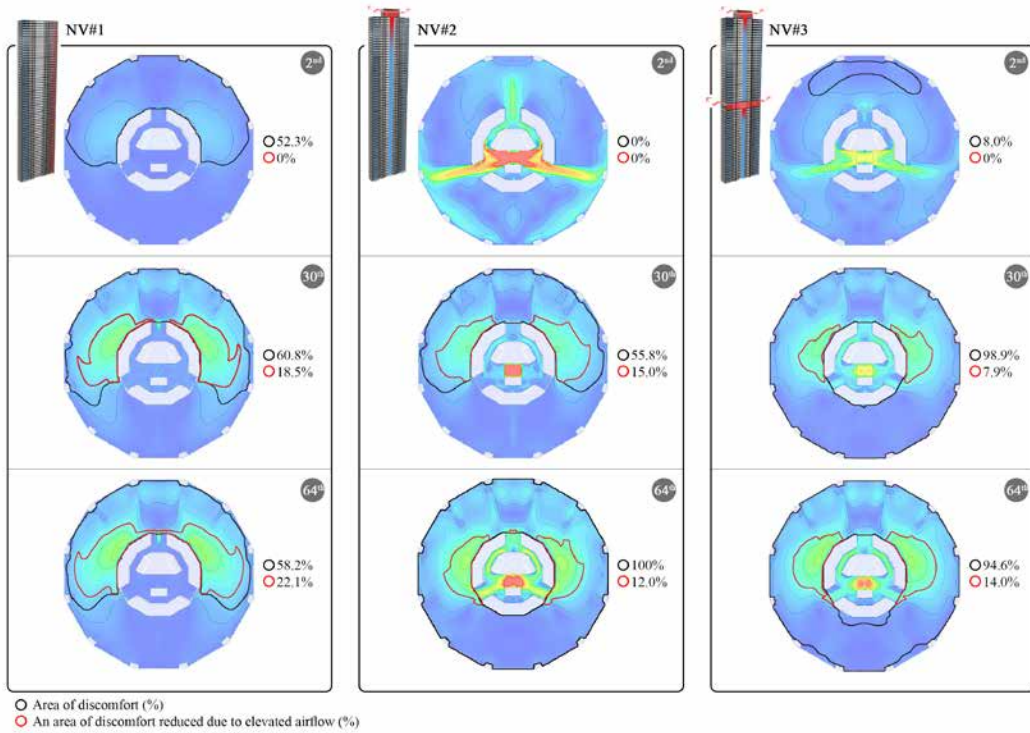 NV#1
NV#2
NV#3
2nd
52.3%
0%
2nd
0%
0%
2nd
8.0%
0%
30th
60.8%
18.5%
30th
55.8%
15.0%
30th
98.9%
7.9%
64th
58.2%
22.1%
64th
100%
12.0%
64th
94.6%
14.0%
Area of discomfort (%)
An area of discomfort reduced due to elevated airflow (%)